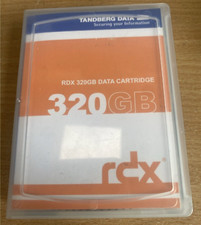 TANDBERG DATA
Securing your Information
RDX 320GB DATA CARTRIDGE
320GB
rdx